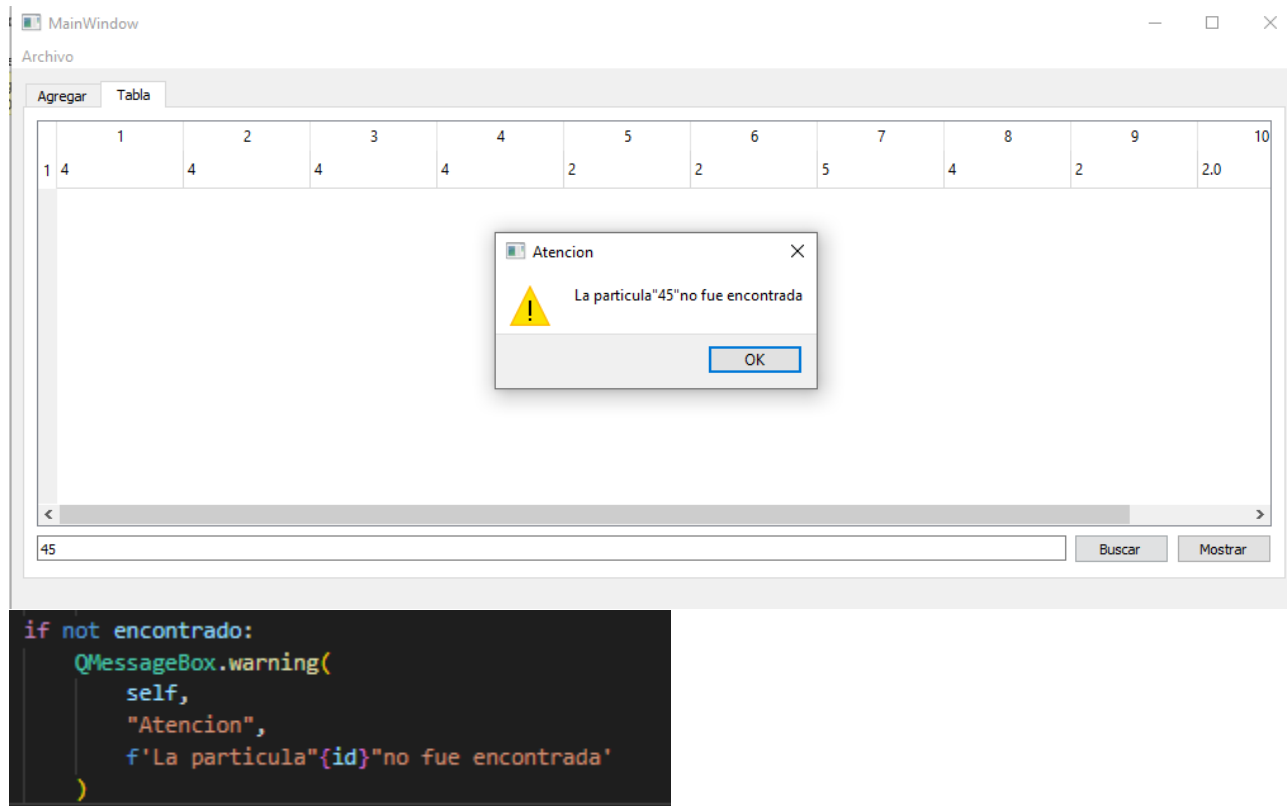 MainWindow
Archivo
Agregar Tabla
1 2 3 4 5 6 7 8 9 10
1 4 4 4 4 2 2 5 4 2 2.0
Atencion
La particula"45"no fue encontrada
OK
45 Buscar Mostrar
if not encontrado:
QMessageBox.warning(
self,
"Atencion",
f'La particula"{id}"no fue encontrada'
)